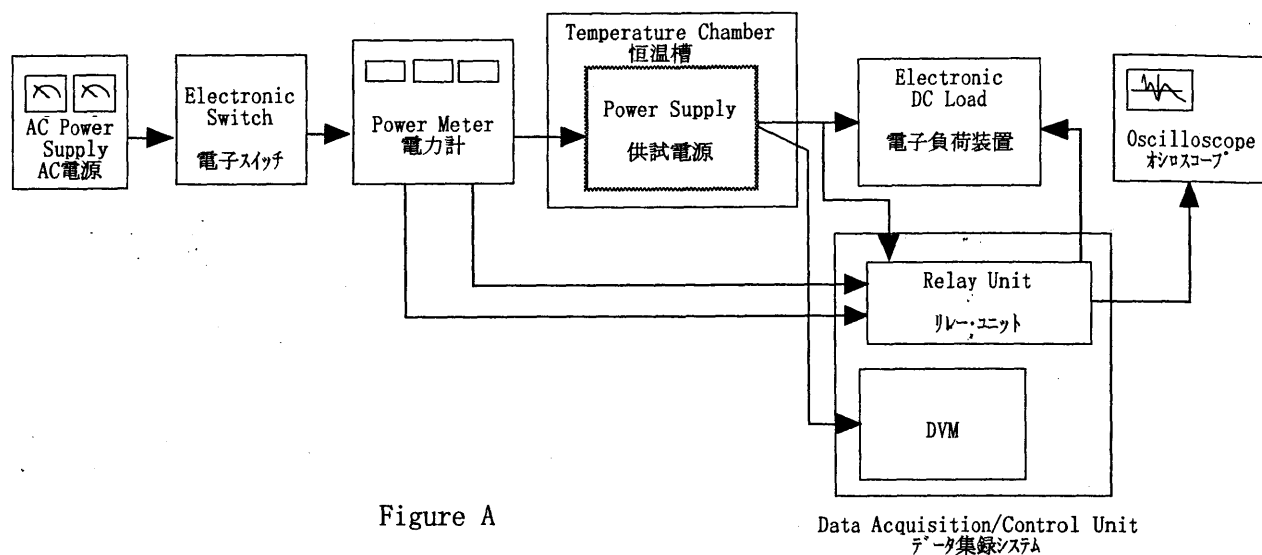 AC Power
Supply
AC電源
Electronic
Switch
電子スイッチ
Power Meter
電力計
Temperature Chamber
恒温槽
Power Supply
供試電源
Electronic
DC Load
電子負荷装置
Oscilloscope
オシロスコープ
Relay Unit
リレー・ユニット
DVM
Data Acquisition/Control Unit
データ集録システム
Figure A